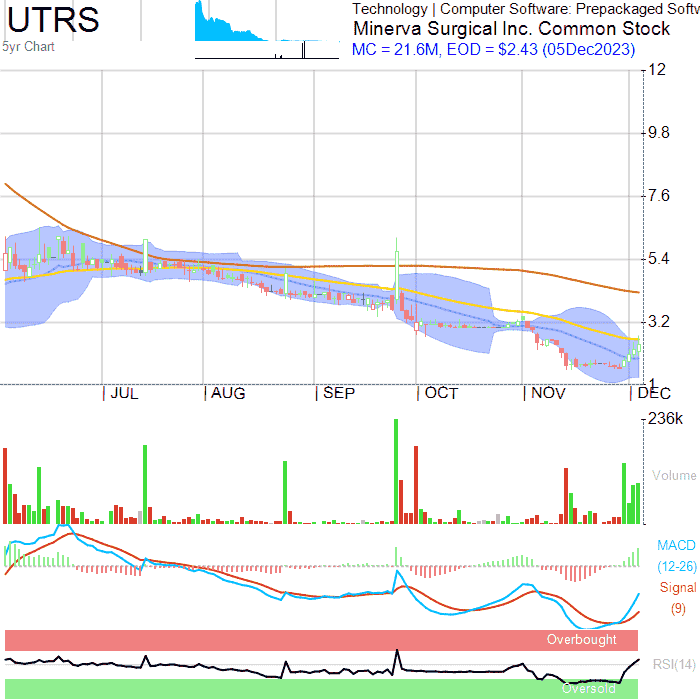 UTRS
5yr Chart
Technology | Computer Software: Prepackaged Softw
Minerva Surgical Inc. Common Stock
MC = 21.6M, EOD = $2.43 (05Dec2023)
12
9.8
7.6
5.4
3.2
1
JUL AUG SEP OCT NOV DEC
236k
Volume
MACD
(12-26)
Signal
(9)
Overbought
RSI(14)
Oversold